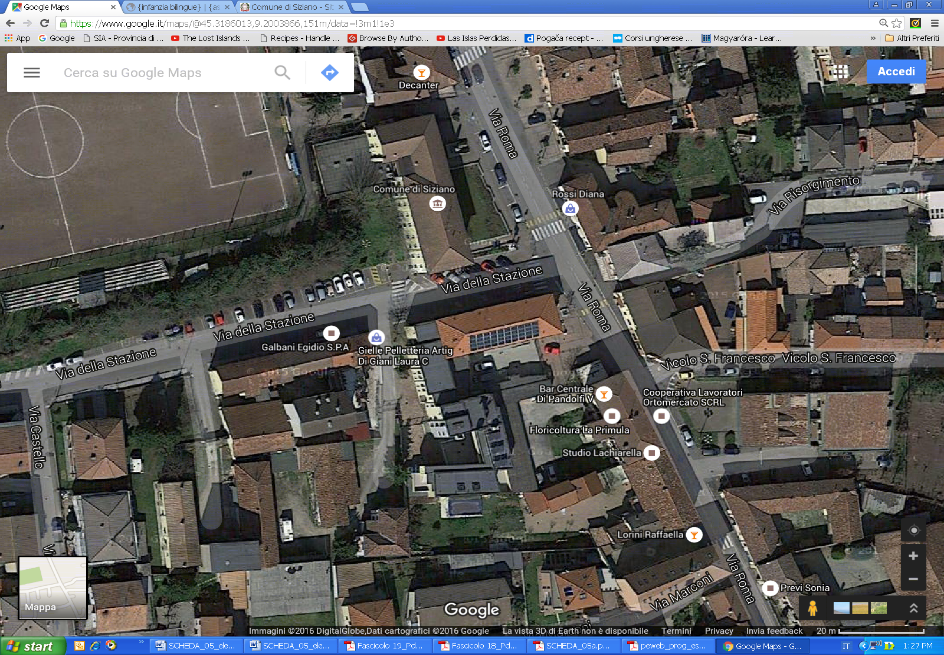 Google Maps
{infanzia bilingue} | {as
Comune di Siziano - Sit
https://www.google.it/maps/@45.3186013,9.2003866,151m/data=!3m1!1e3
App
Google
SIA - Provincia di ...
The Lost Islands ...
Recipes - Handle ...
Browse By Autho...
Las Islas Perdidas...
Pogača recept - ...
Corsi ungherese ...
Magyaróra - Lear...
»
Altri Preferiti
Cerca su Google Maps
Accedi
Decanter
Via Roma
Comune di Siziano
Rossi Diana
Via Risorgimento
Via della Stazione
Via Roma
Via della Stazione
Galbani Egidio S.P.A
Gielle Pelletteria Artig
Di Giani Laura C
Via della Stazione
Vicolo S. Francesco
Vicolo S. Francesco
Bar Centrale
Di Pandolfi V
Cooperativa Lavoratori
Ortomercato SCRL
Floricoltura La Primula
Via Castello
Studio Lachiarella
Lorini Raffaella
Via Roma
Via Marconi
Previ Sonia
Mappa
Google
Immagini ©2016 DigitalGlobe,Dati cartografici ©2016 Google
La vista 3D di Earth non è disponibile
Termini
Privacy
Invia feedback
20 m
start
SCHEDA_05_ele...
SCHEDA_05_ele...
Fascicolo 19_Pd...
Fascicolo 18_Pd...
SCHEDA_05a.p...
pcweb_prog_es...
Google Maps - G...
IT
1:27 PM